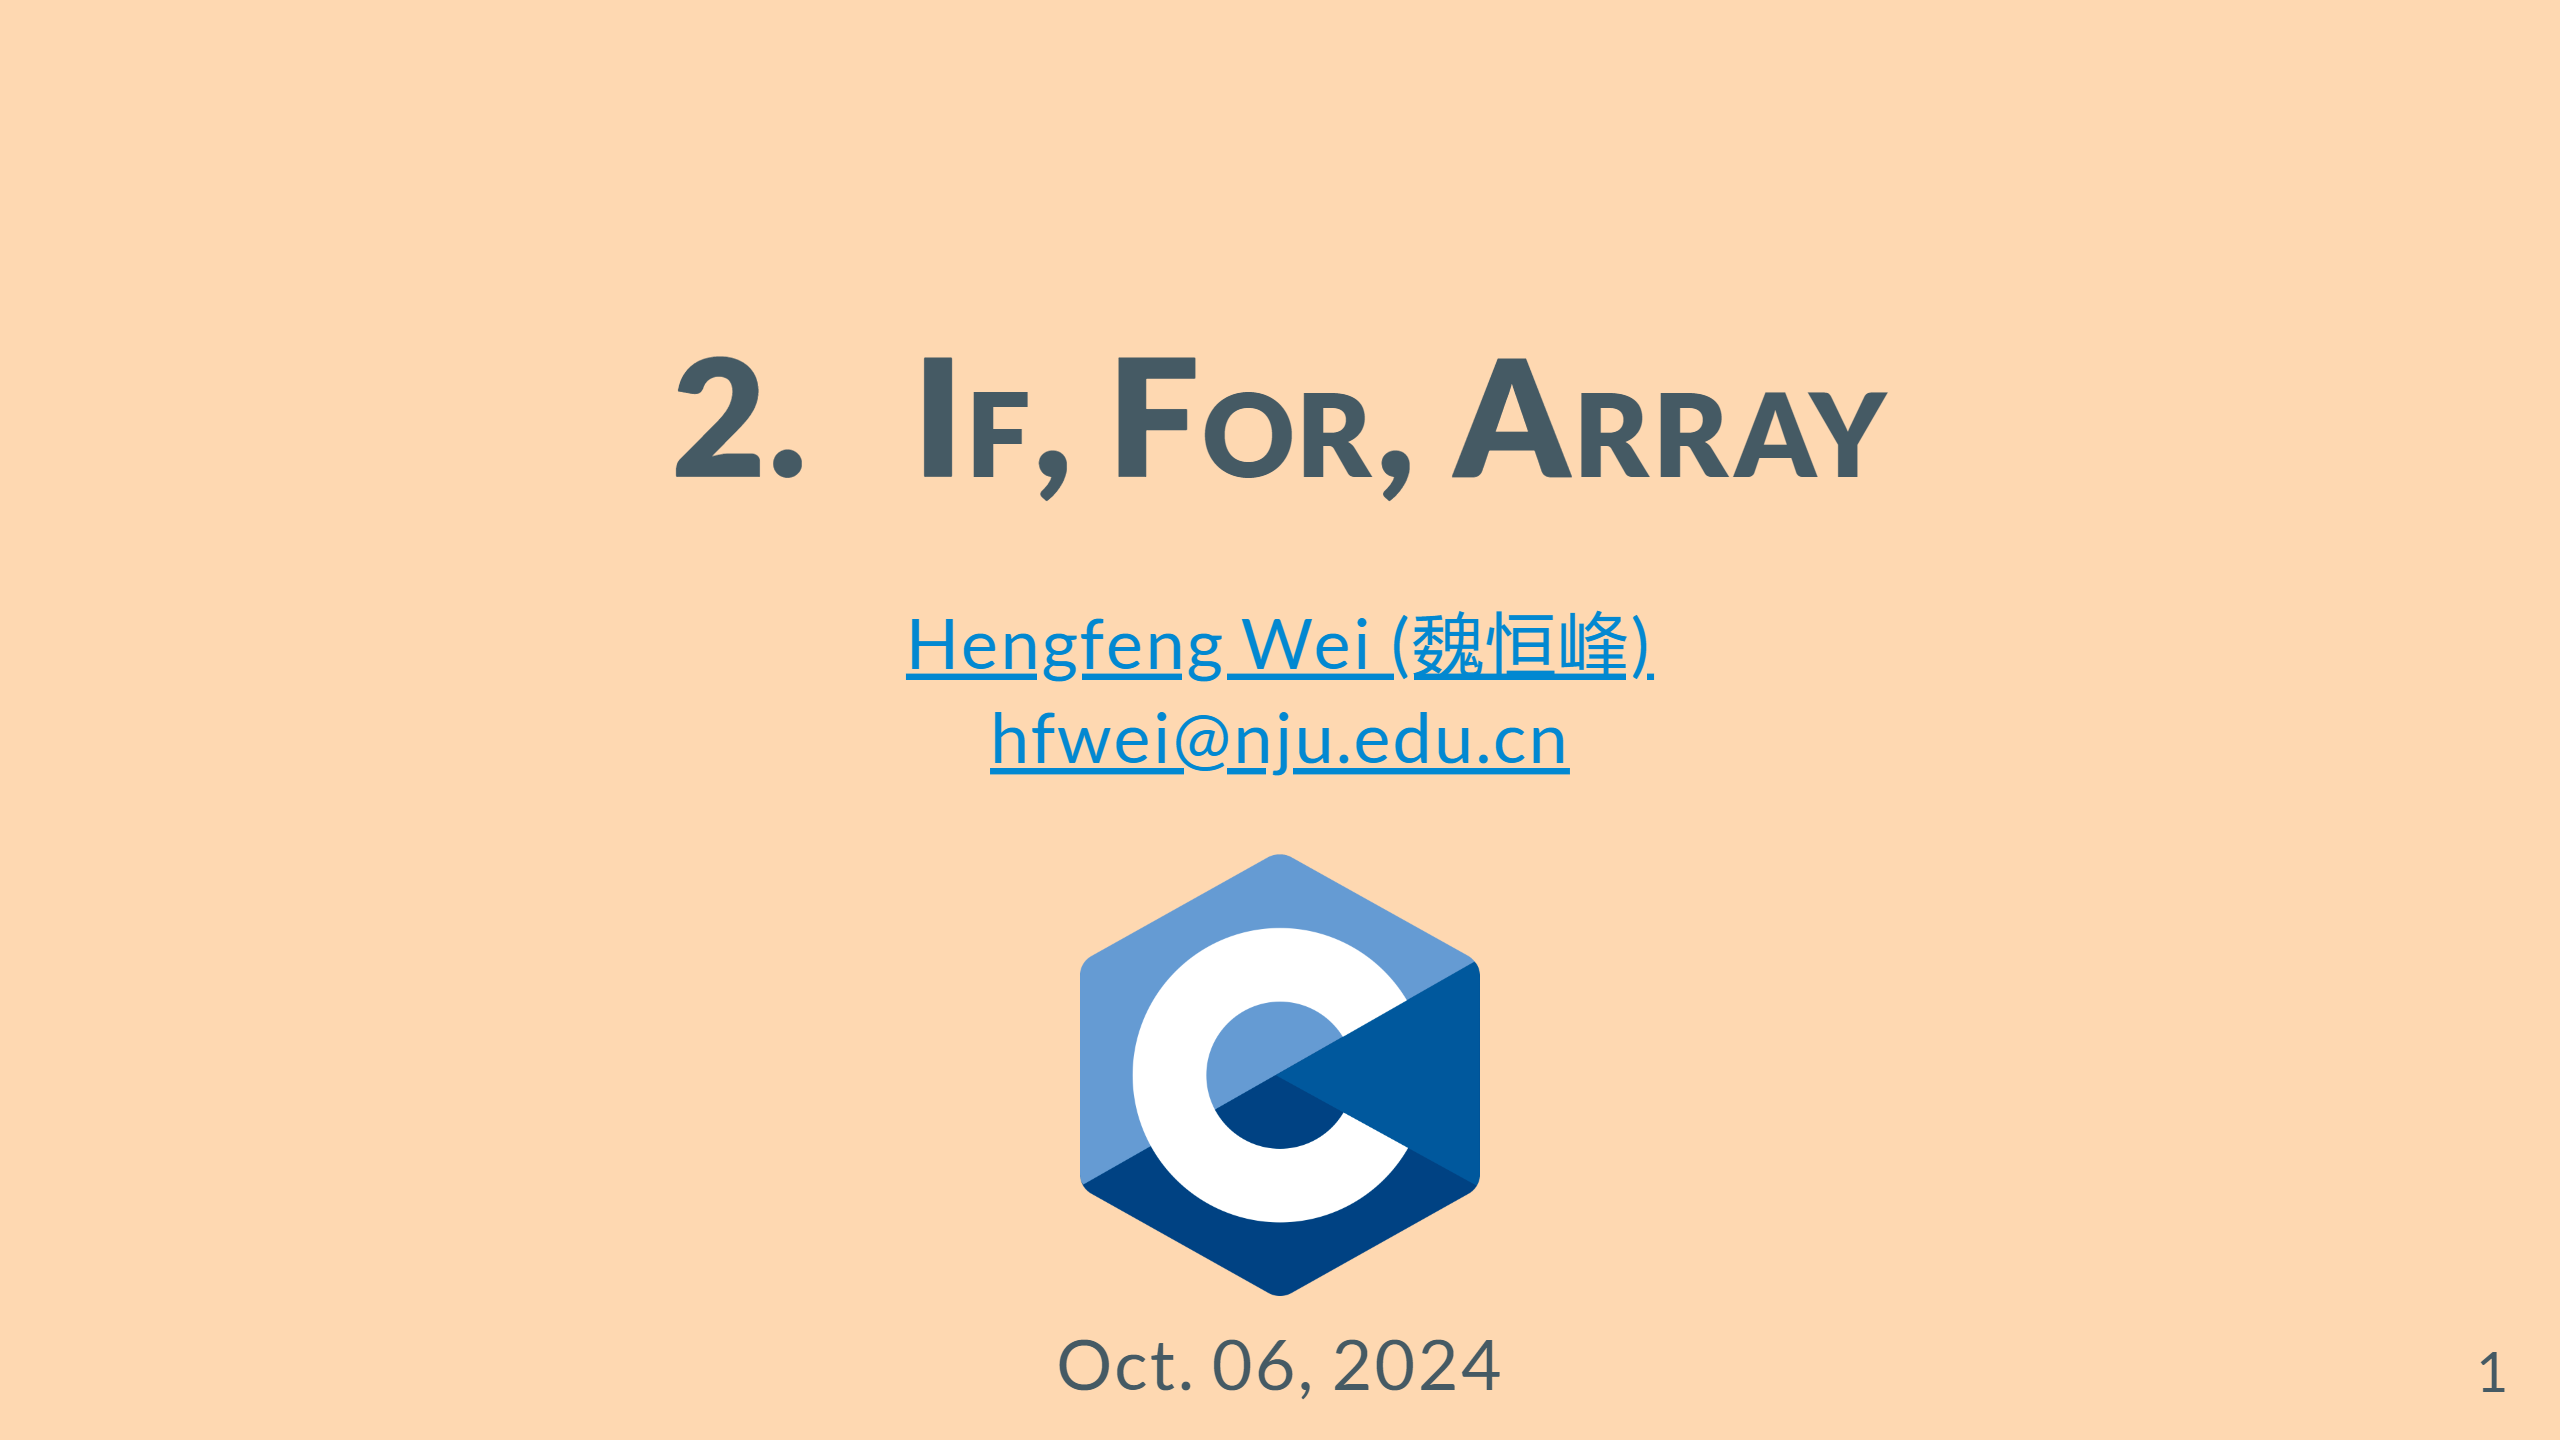 2. If, For, Array
Hengfeng Wei (魏恒峰)
hfwei@nju.edu.cn
C
Oct. 06, 2024
1